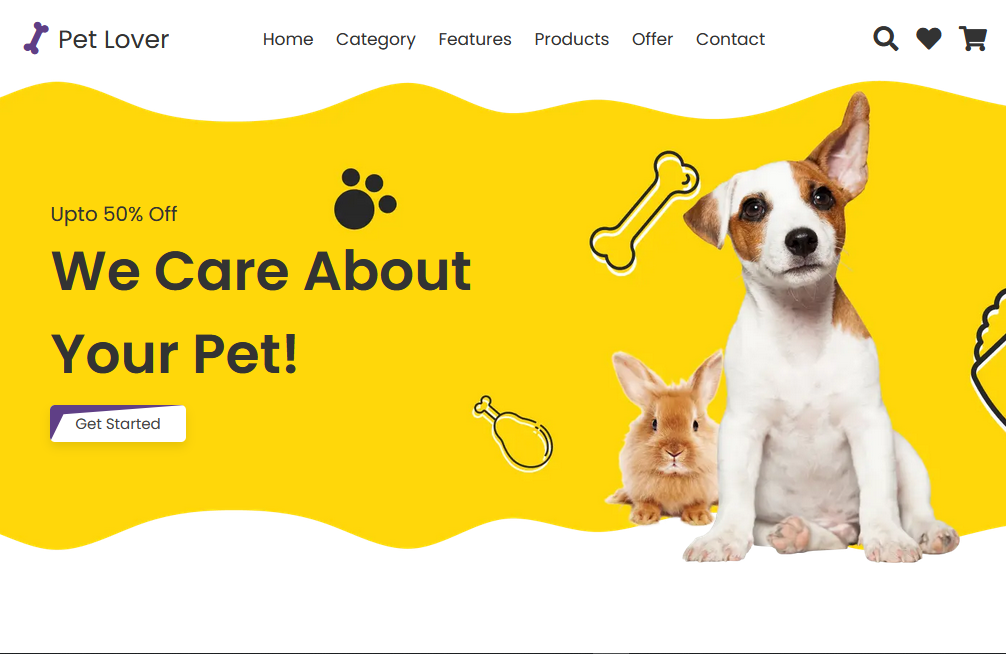 Pet Lover
Home Category Features Products Offer Contact
Upto 50% Off
We Care About
Your Pet!
Get Started